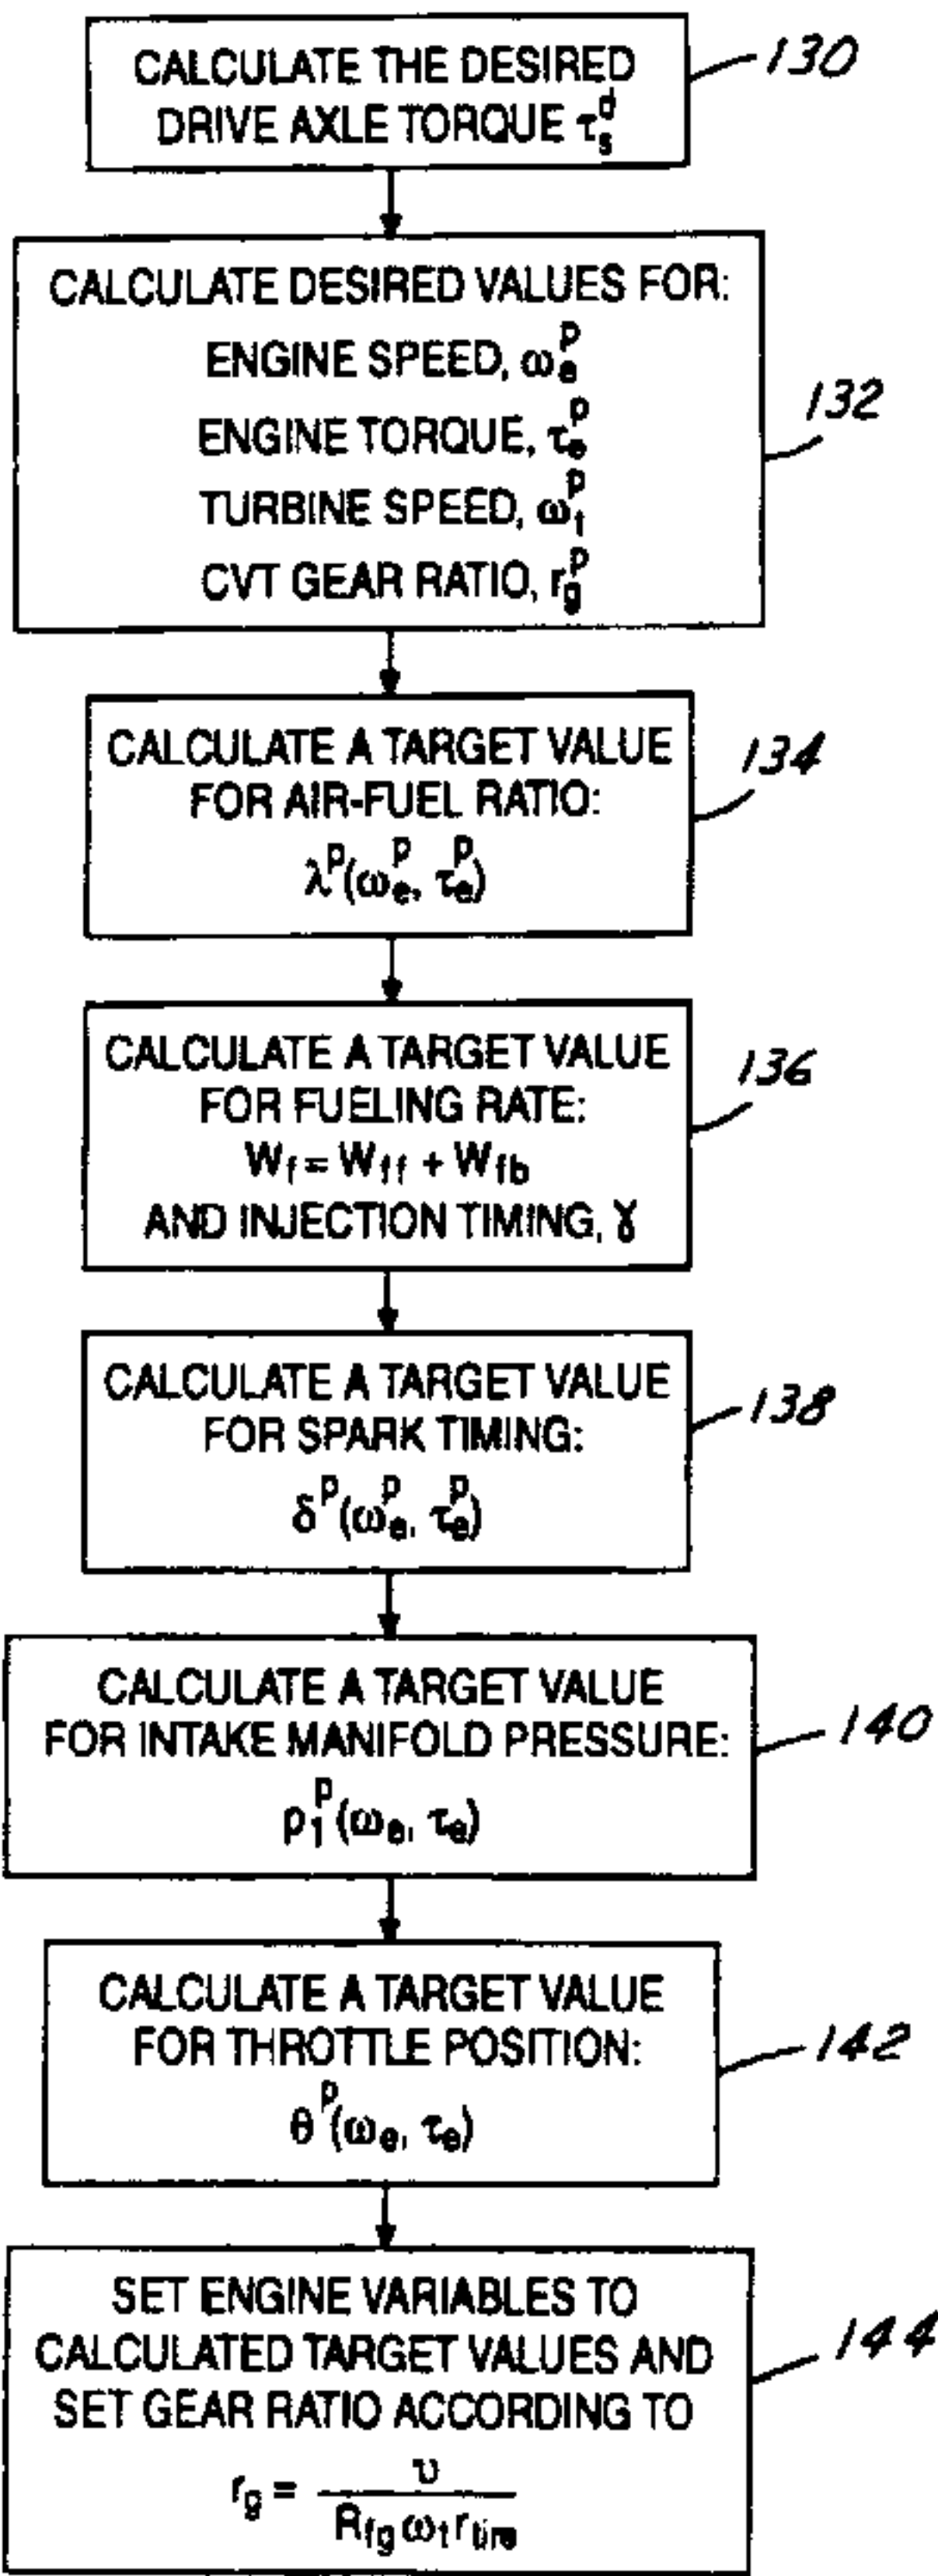 CALCULATE THE DESIRED
DRIVE AXLE TORQUE τ_s^d
130
CALCULATE DESIRED VALUES FOR:
ENGINE SPEED, ω_e^p
ENGINE TORQUE, τ_e^p
TURBINE SPEED, ω_t^p
CVT GEAR RATIO, r_g^p
132
CALCULATE A TARGET VALUE
FOR AIR-FUEL RATIO:
λ^p(ω_e^p, τ_e^p)
134
CALCULATE A TARGET VALUE
FOR FUELING RATE:
W_f = W_ff + W_fb
AND INJECTION TIMING, γ
136
CALCULATE A TARGET VALUE
FOR SPARK TIMING:
δ^p(ω_e^p, τ_e^p)
138
CALCULATE A TARGET VALUE
FOR INTAKE MANIFOLD PRESSURE:
p_1^p(ω_e, τ_e)
140
CALCULATE A TARGET VALUE
FOR THROTTLE POSITION:
θ^p(ω_e, τ_e)
142
SET ENGINE VARIABLES TO
CALCULATED TARGET VALUES AND
SET GEAR RATIO ACCORDING TO
r_g = υ / (R_fg ω_t r_tire)
144